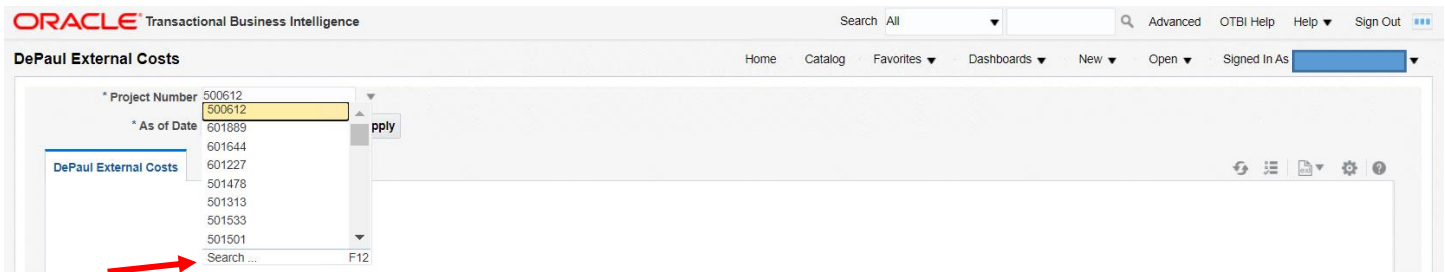 ORACLE Transactional Business Intelligence Search All Advanced OTBI Help Help Sign Out
DePaul External Costs Home Catalog Favorites Dashboards New Open Signed In As
* Project Number 500612
500612
* As of Date 601889 pply
601644
DePaul External Costs 601227
501478
501313
501533
501501
Search ... F12